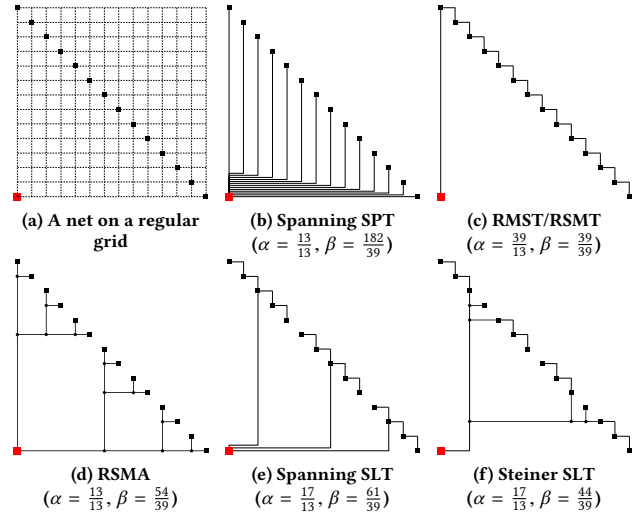 (a) A net on a regular
grid
(b) Spanning SPT
(α = 13/13, β = 182/39)
(c) RMST/RSMT
(α = 39/13, β = 39/39)
(d) RSMA
(α = 13/13, β = 54/39)
(e) Spanning SLT
(α = 17/13, β = 61/39)
(f) Steiner SLT
(α = 17/13, β = 44/39)